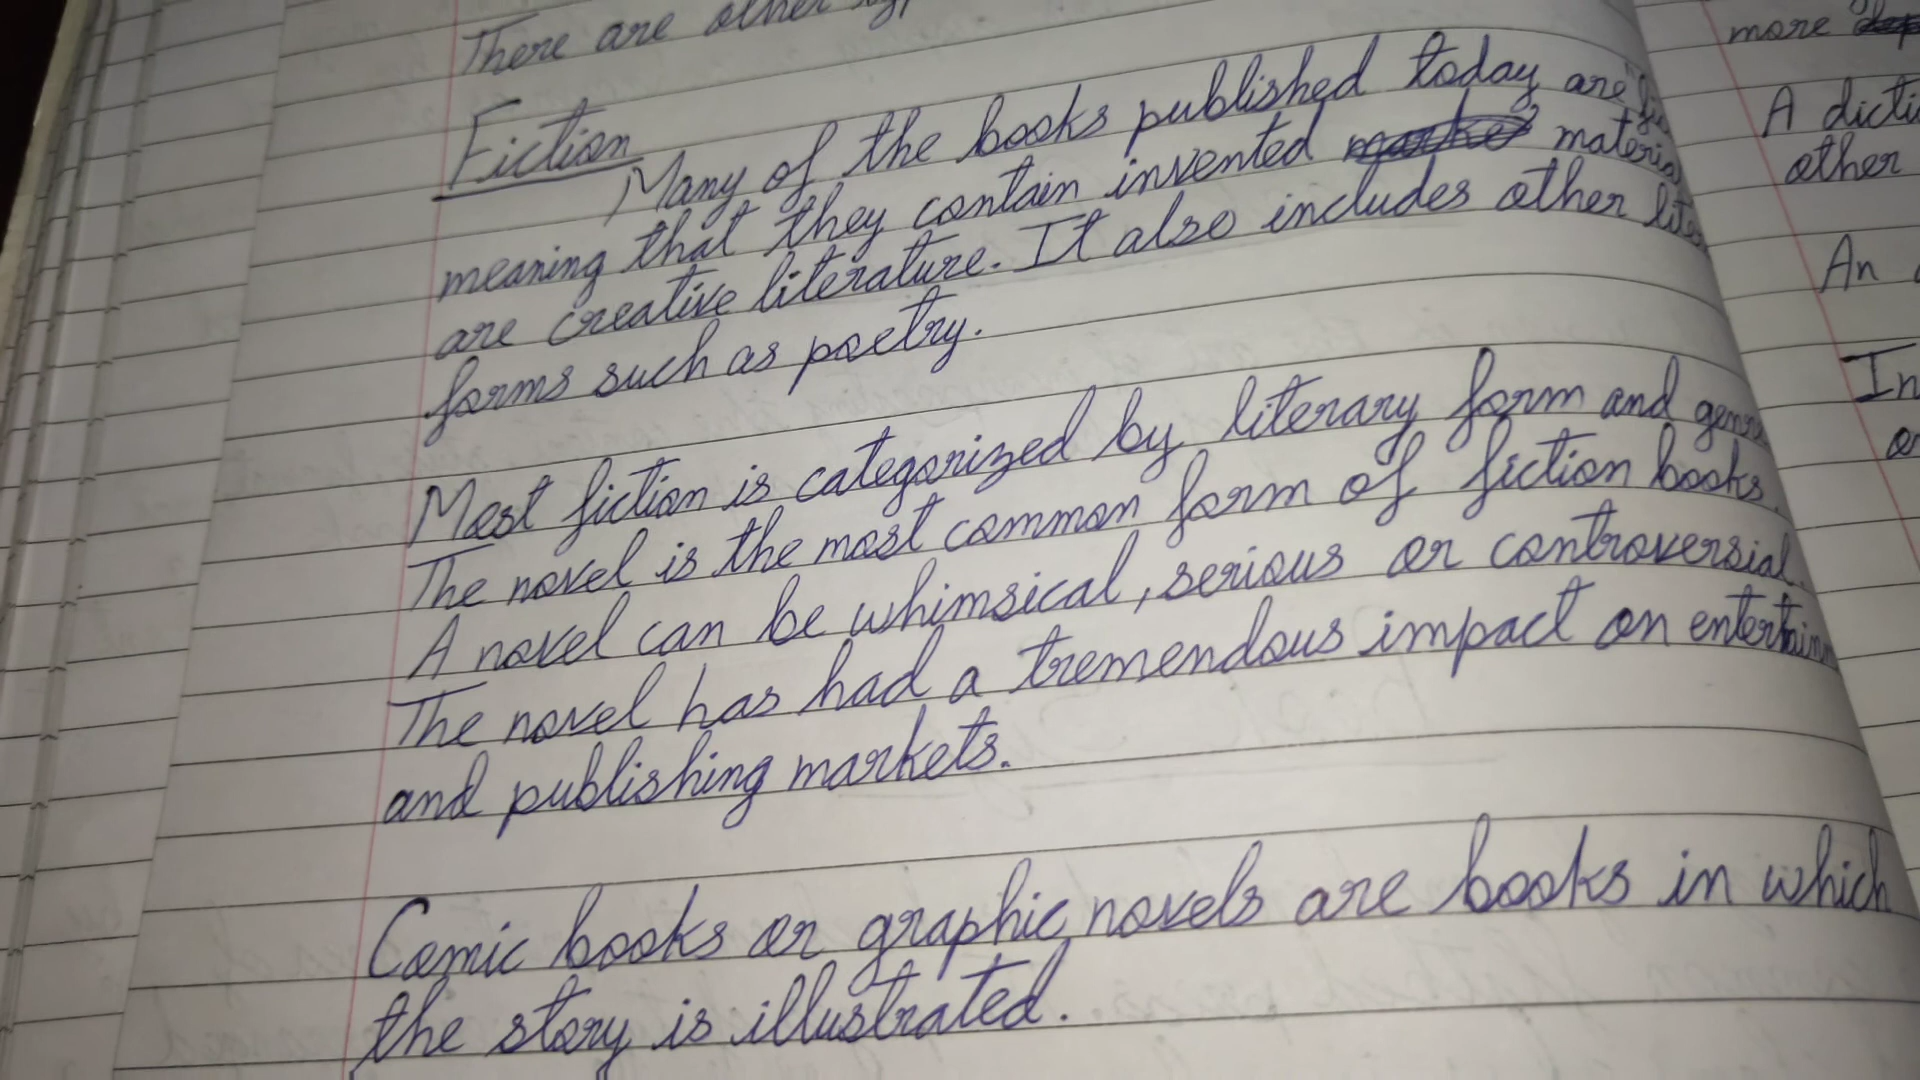 There are other
Fiction
Many of the books published today are
meaning that they contain invented material
are creative literature. It also includes other
forms such as poetry.
Most fiction is categorized by literary form and genre
The novel is the most common form of fiction books.
A novel can be whimsical, serious or controversial.
The novel has had a tremendous impact on
and publishing markets.
Comic books or graphic novels are books in which
the story is illustrated.
more
A
other
An
In